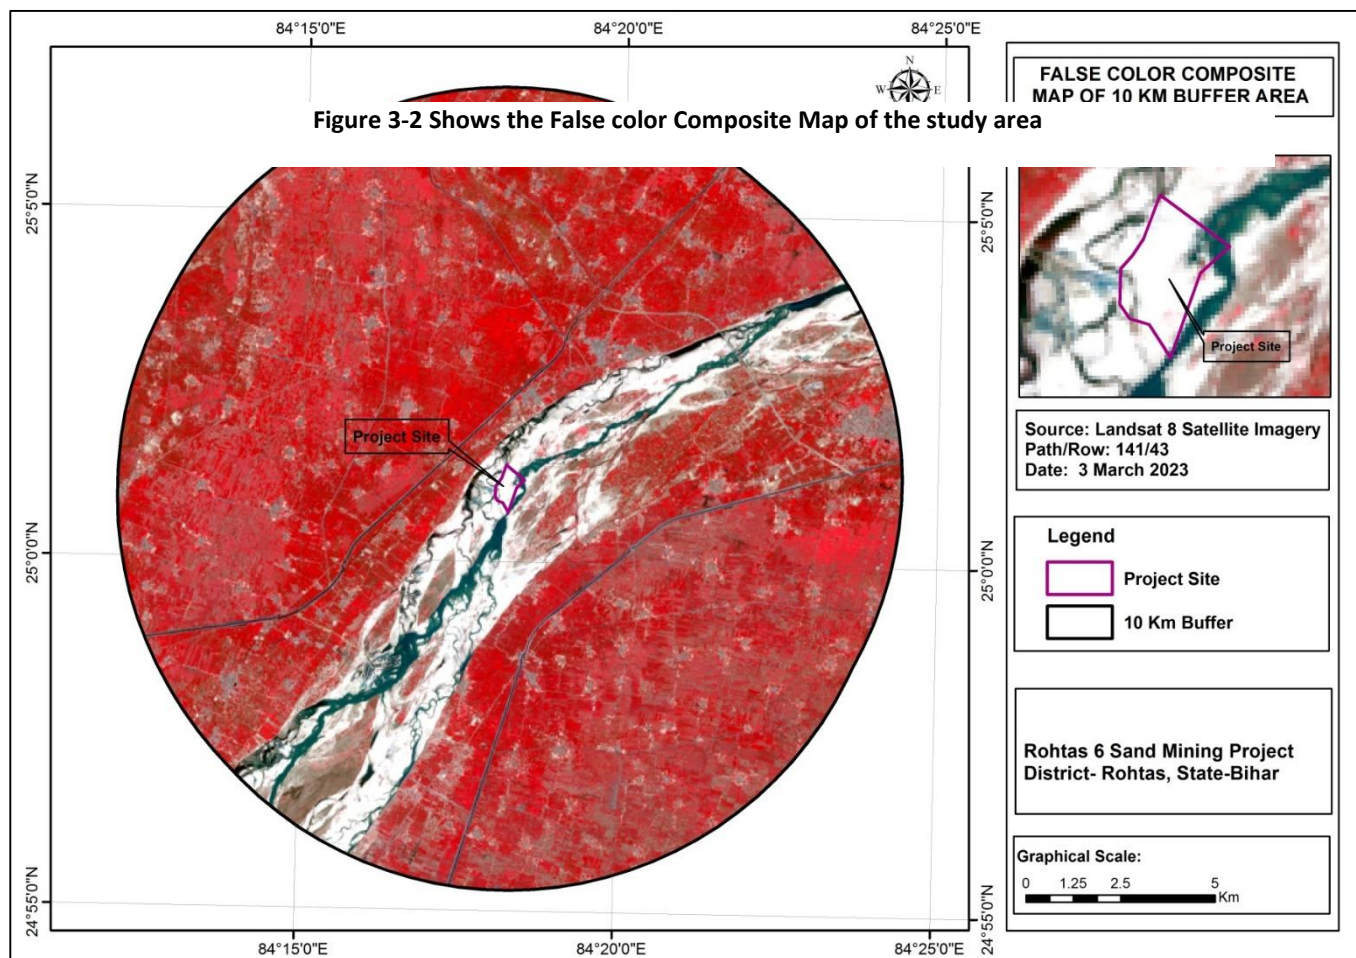 84°15'0"E
84°20'0"E
84°25'0"E
N
W
E
FALSE COLOR COMPOSITE
MAP OF 10 KM BUFFER AREA
Figure 3-2 Shows the False color Composite Map of the study area
25°5'0"N
25°5'0"N
Project Site
Project Site
Source: Landsat 8 Satellite Imagery
Path/Row: 141/43
Date: 3 March 2023
25°0'0"N
25°0'0"N
Legend
Project Site
10 Km Buffer
Rohtas 6 Sand Mining Project
District- Rohtas, State-Bihar
Graphical Scale:
0 1.25 2.5 5
Km
24°55'0"N
24°55'0"N
84°15'0"E
84°20'0"E
84°25'0"E